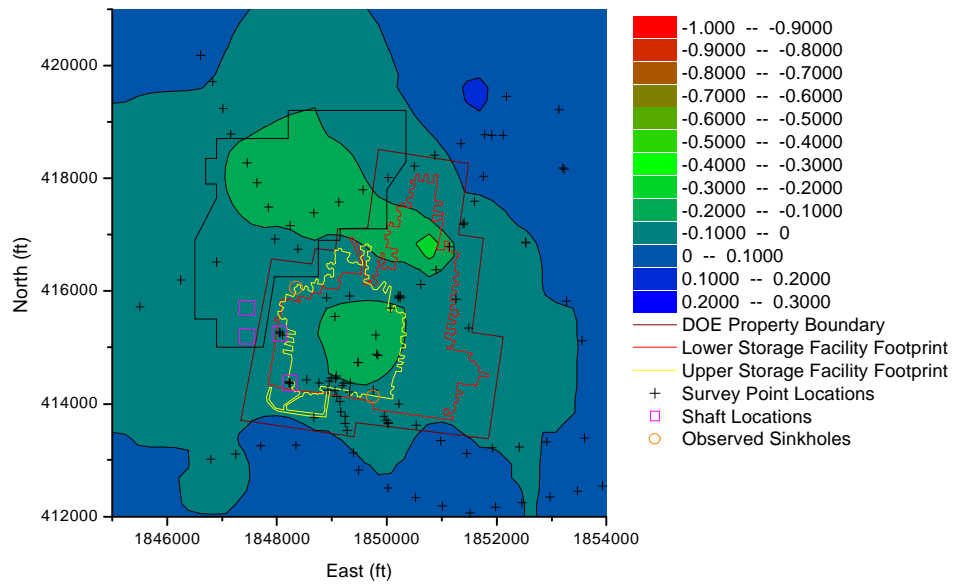 420000
418000
416000
414000
412000
North (ft)
1846000 1848000 1850000 1852000 1854000
East (ft)
-1.000 -- -0.9000
-0.9000 -- -0.8000
-0.8000 -- -0.7000
-0.7000 -- -0.6000
-0.6000 -- -0.5000
-0.5000 -- -0.4000
-0.4000 -- -0.3000
-0.3000 -- -0.2000
-0.2000 -- -0.1000
-0.1000 -- 0
0 -- 0.1000
0.1000 -- 0.2000
0.2000 -- 0.3000
DOE Property Boundary
Lower Storage Facility Footprint
Upper Storage Facility Footprint
Survey Point Locations
Shaft Locations
Observed Sinkholes